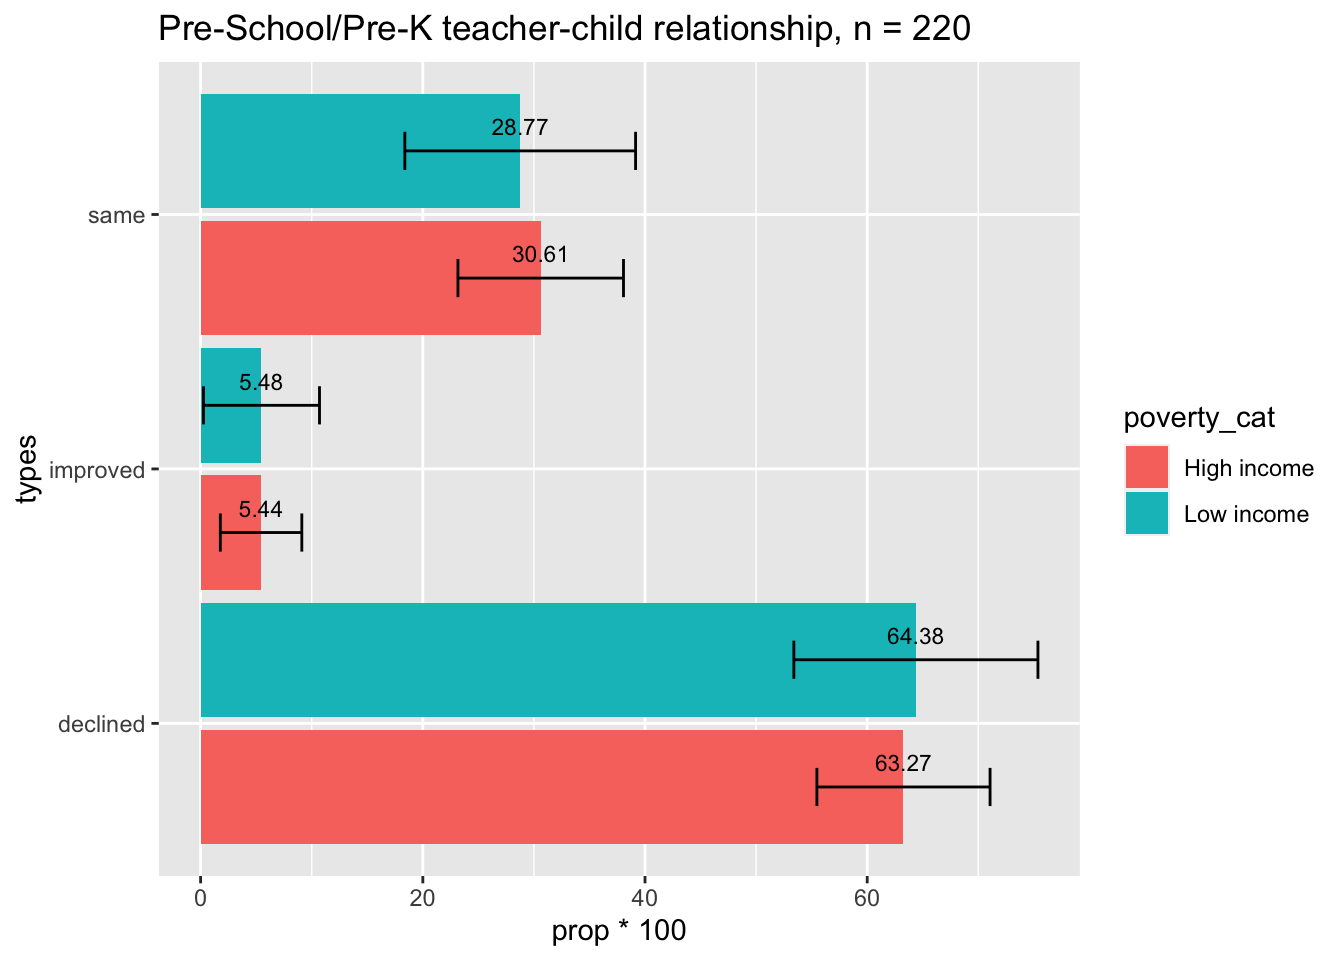 Pre-School/Pre-K teacher-child relationship, n = 220
28.77
same
30.61
5.48
types
improved
5.44
64.38
declined
63.27
0 20 40 60
prop * 100
poverty_cat
High income
Low income